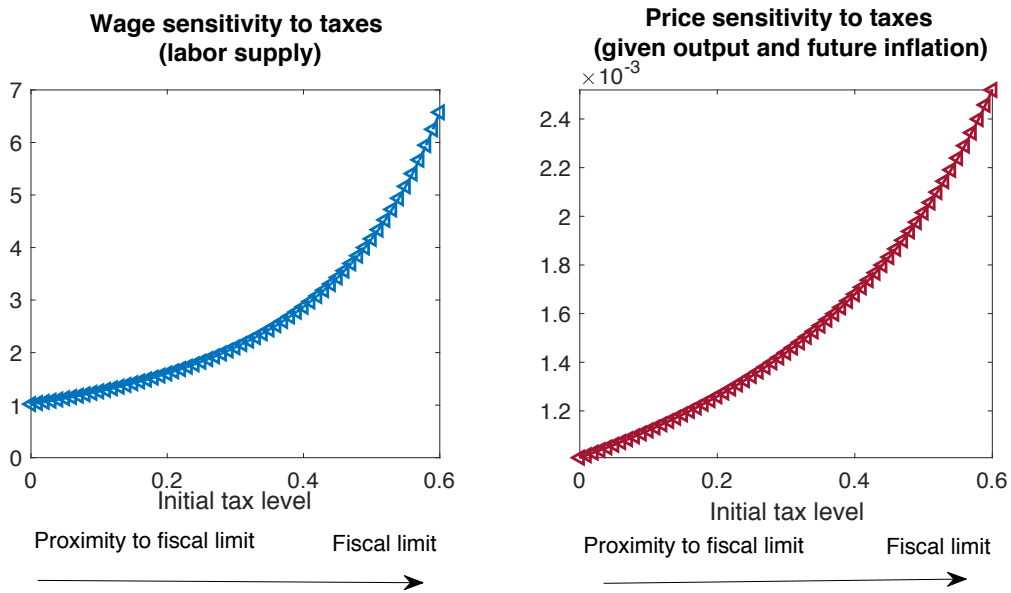 Wage sensitivity to taxes
(labor supply)
7
6
5
4
3
2
1
0
0
0.2
0.4
0.6
Initial tax level
Proximity to fiscal limit
Fiscal limit
Price sensitivity to taxes
(given output and future inflation)
×10⁻³
2.4
2.2
2
1.8
1.6
1.4
1.2
0
0.2
0.4
0.6
Initial tax level
Proximity to fiscal limit
Fiscal limit